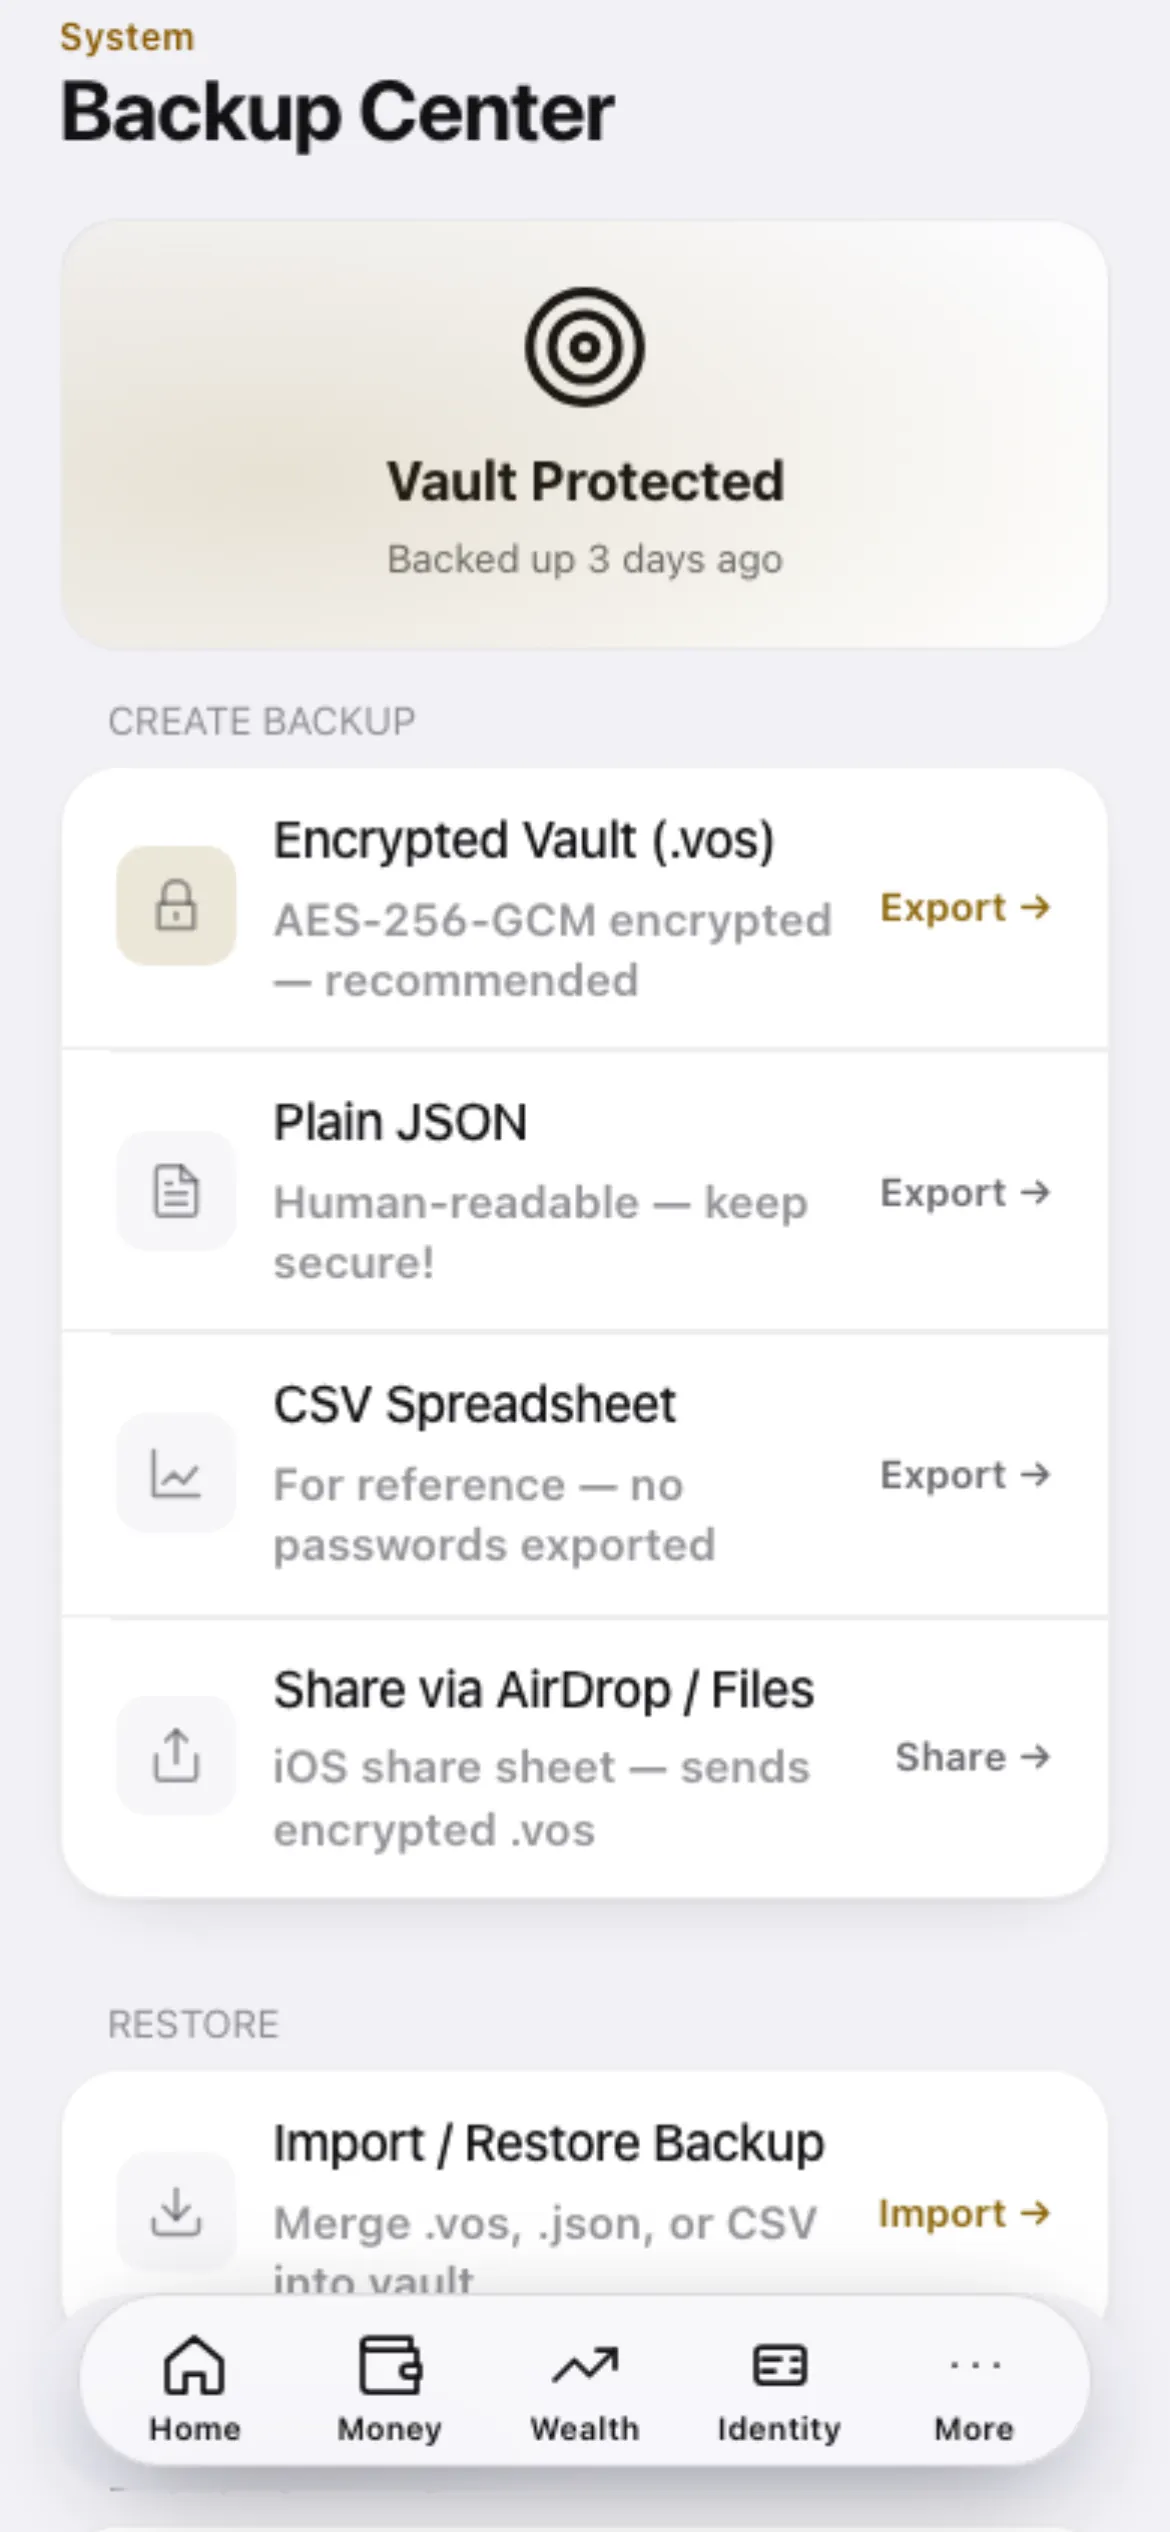 System
Backup Center
Vault Protected
Backed up 3 days ago
CREATE BACKUP
Encrypted Vault (.vos)
AES-256-GCM encrypted
— recommended
Export →
Plain JSON
Human-readable — keep
secure!
Export →
CSV Spreadsheet
For reference — no
passwords exported
Export →
Share via AirDrop / Files
iOS share sheet — sends
encrypted .vos
Share →
RESTORE
Import / Restore Backup
Merge .vos, .json, or CSV
into vault
Import →
Home
Money
Wealth
Identity
More